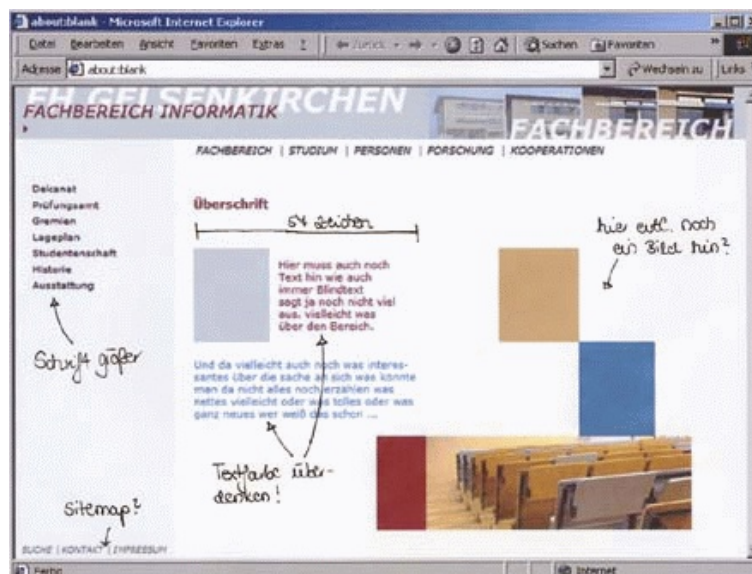 about:blank - Microsoft Internet Explorer
Datei Bearbeiten Ansicht Favoriten Extras ? Zurück Suchen Favoriten
Adresse about:blank Wechseln zu Links
FH GELSENKIRCHEN
FACHBEREICH INFORMATIK
FACHBEREICH
FACHBEREICH | STUDIUM | PERSONEN | FORSCHUNG | KOOPERATIONEN
Dekanat
Prüfungsamt
Gremien
Lageplan
Studentenschaft
Historie
Ausstattung
Schrift größer
Überschrift
54 zeichen
hier evtl. noch
ein Bild hin?
Hier muss auch noch
Text hin wie auch
immer Blindtext
sagt ja noch nicht viel
aus. vielleicht was
über den Bereich.
Und da vielleicht auch noch was interes-
santes über die sache an sich was könnte
man da nicht alles noch erzählen was
nettes vielleicht oder was tolles oder was
ganz neues wer weiß das schon ...
Textfarbe über-
denken!
Sitemap?
SUCHE | KONTAKT | IMPRESSUM
Fertig Internet